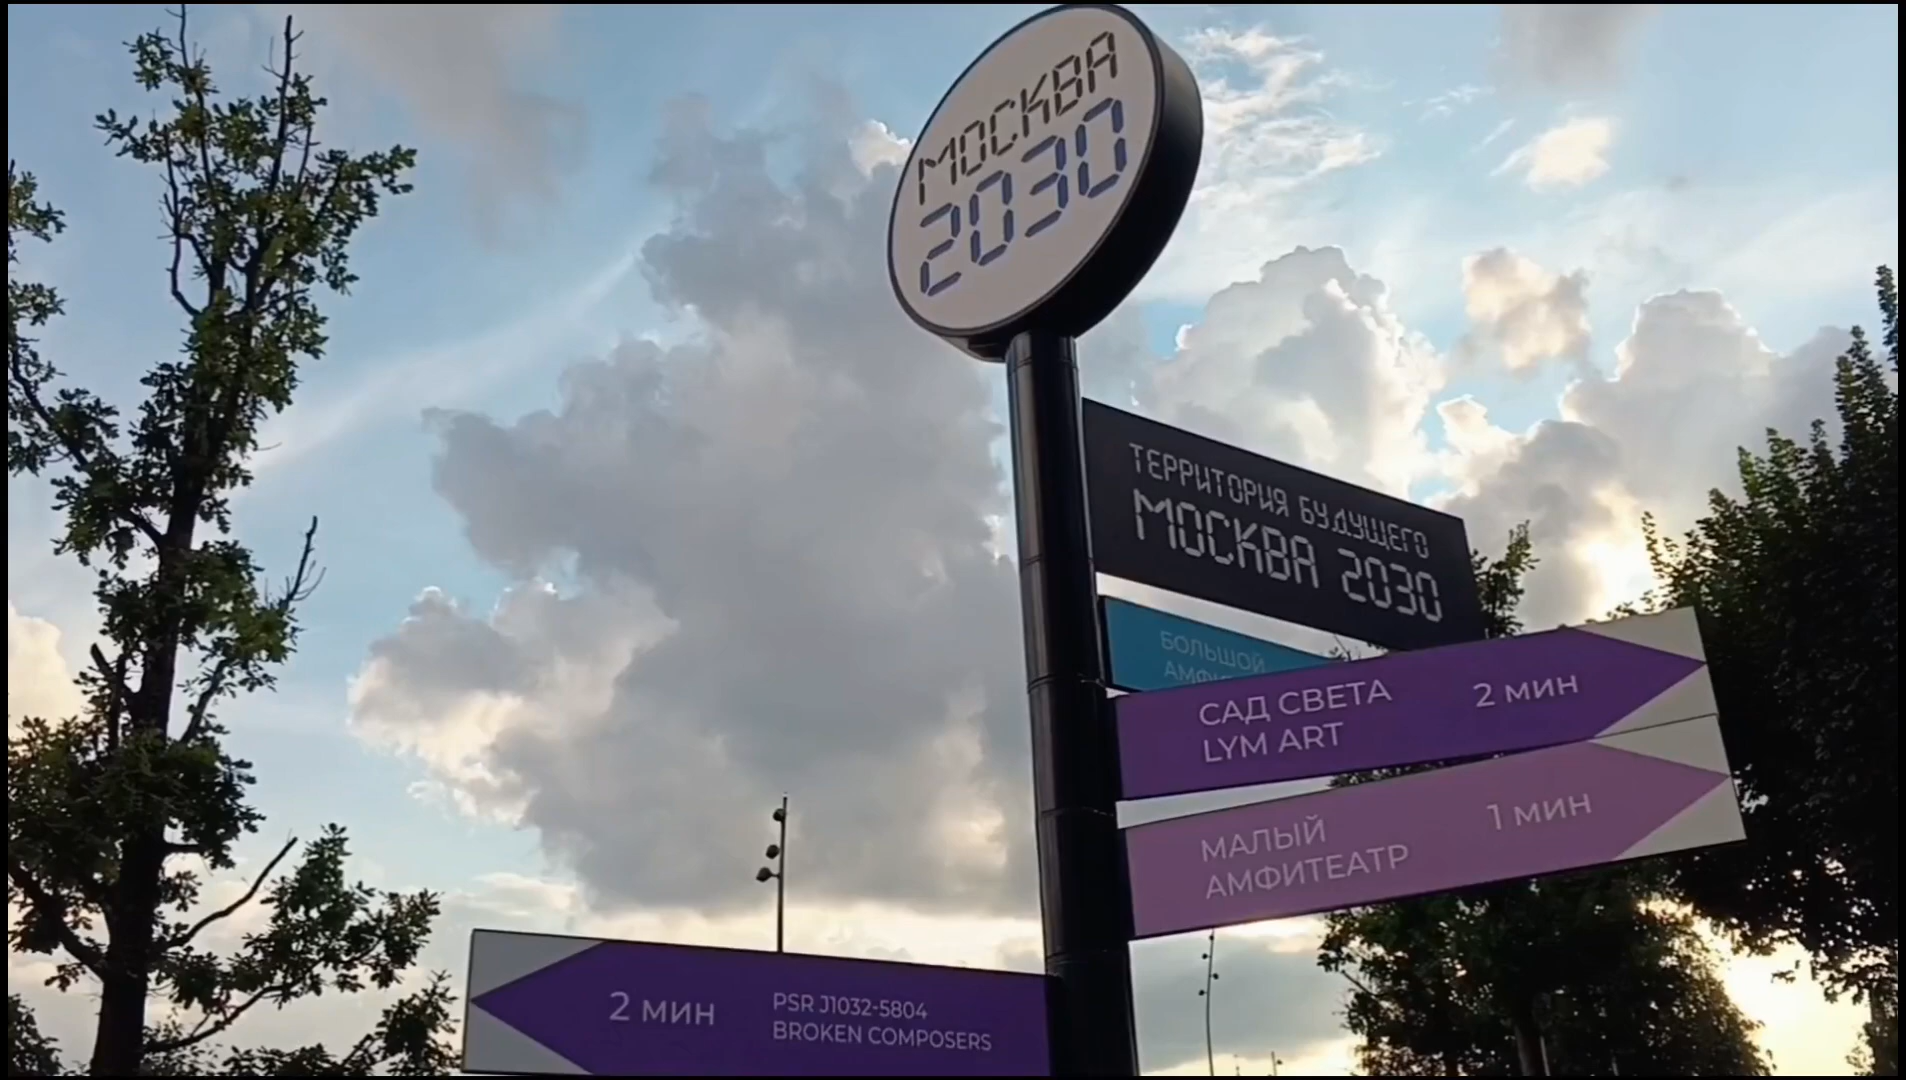 МОСКВА
2030
ТЕРРИТОРИЯ БУДУЩЕГО
МОСКВА 2030
БОЛЬШОЙ
САД СВЕТА 2 МИН
LYM ART
МАЛЫЙ 1 МИН
АМФИТЕАТР
2 МИН
PSR J1032-5804
BROKEN COMPOSERS